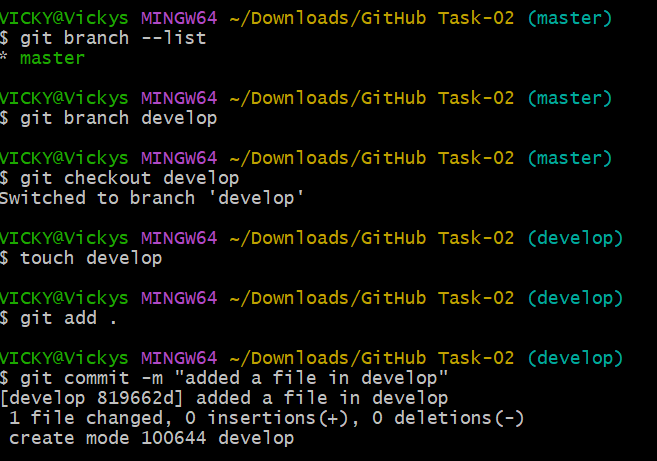 VICKY@Vickys MINGW64 ~/Downloads/GitHub Task-02 (master)
$ git branch --list
* master
VICKY@Vickys MINGW64 ~/Downloads/GitHub Task-02 (master)
$ git branch develop
VICKY@Vickys MINGW64 ~/Downloads/GitHub Task-02 (master)
$ git checkout develop
Switched to branch 'develop'
VICKY@Vickys MINGW64 ~/Downloads/GitHub Task-02 (develop)
$ touch develop
VICKY@Vickys MINGW64 ~/Downloads/GitHub Task-02 (develop)
$ git add .
VICKY@Vickys MINGW64 ~/Downloads/GitHub Task-02 (develop)
$ git commit -m "added a file in develop"
[develop 819662d] added a file in develop
1 file changed, 0 insertions(+), 0 deletions(-)
create mode 100644 develop